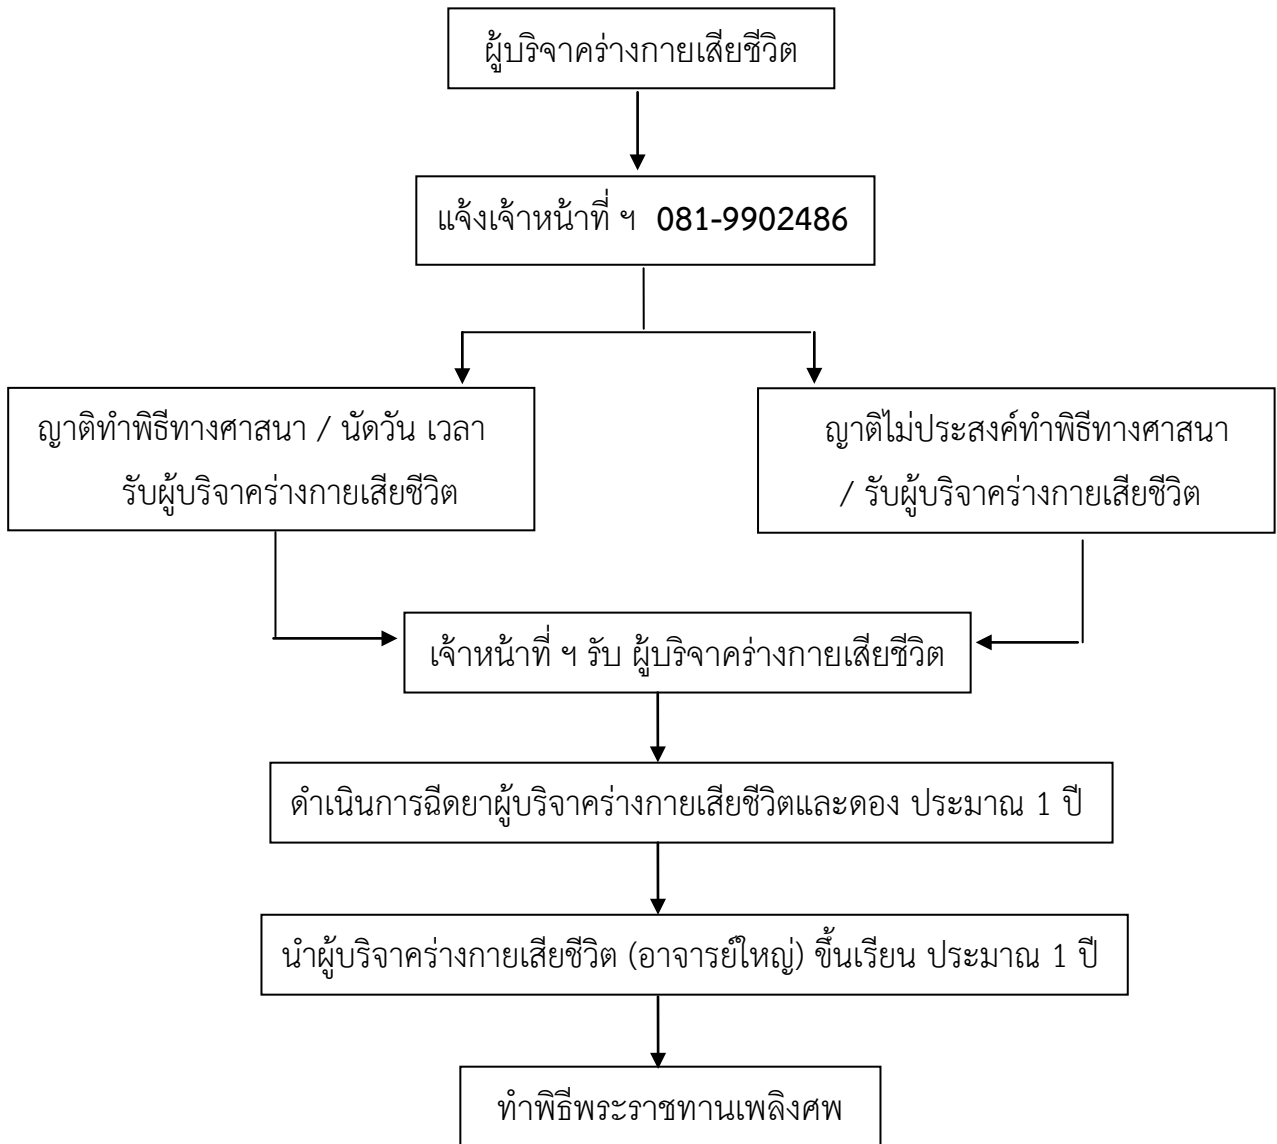 ผู้บริจาคร่างกายเสียชีวิต
แจ้งเจ้าหน้าที่ ฯ 081-9902486
ญาติทำพิธีทางศาสนา / นัดวัน เวลา
รับผู้บริจาคร่างกายเสียชีวิต
ญาติไม่ประสงค์ทำพิธีทางศาสนา
/ รับผู้บริจาคร่างกายเสียชีวิต
เจ้าหน้าที่ ฯ รับ ผู้บริจาคร่างกายเสียชีวิต
ดำเนินการฉีดยาผู้บริจาคร่างกายเสียชีวิตและดอง ประมาณ 1 ปี
นำผู้บริจาคร่างกายเสียชีวิต (อาจารย์ใหญ่) ขึ้นเรียน ประมาณ 1 ปี
ทำพิธีพระราชทานเพลิงศพ